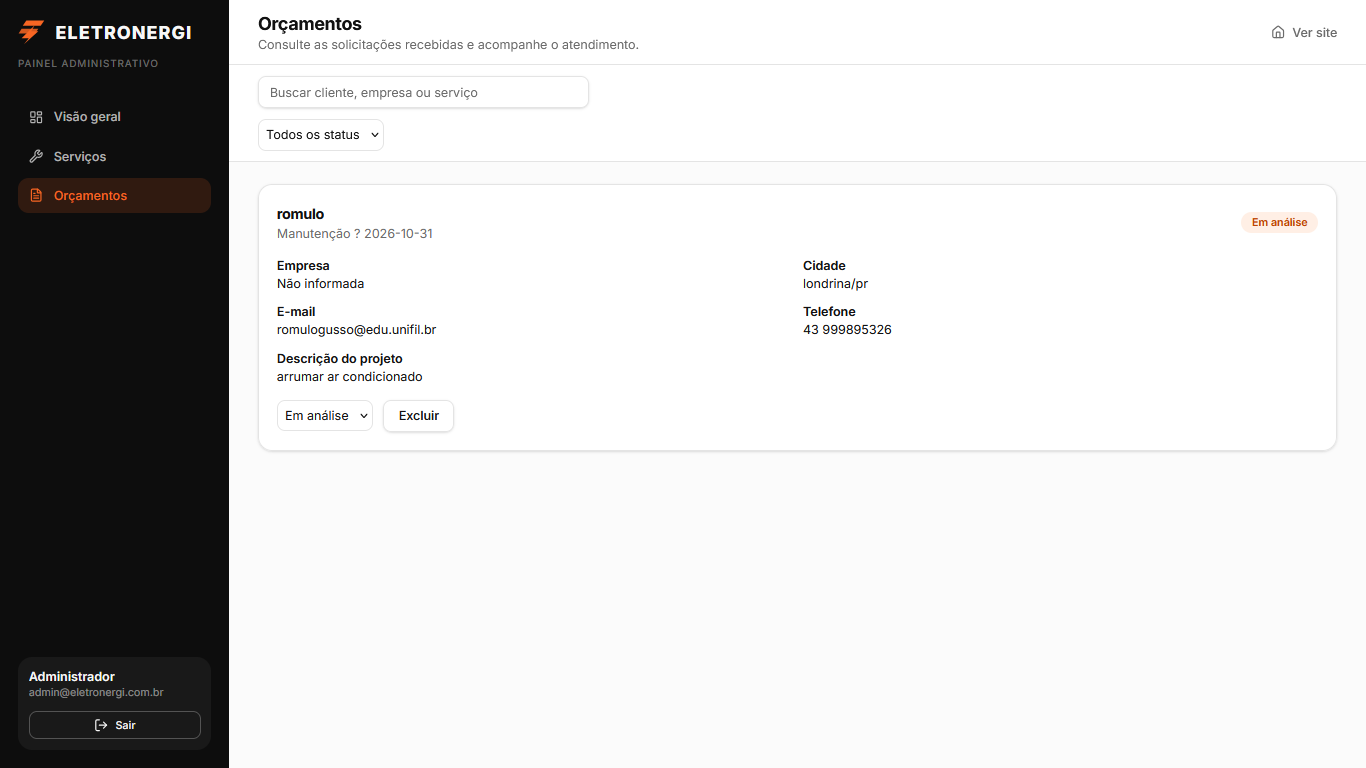 ELETRONERGI
PAINEL ADMINISTRATIVO
Visão geral
Serviços
Orçamentos
Administrador
admin@eletronergi.com.br
Sair
Orçamentos
Consulte as solicitações recebidas e acompanhe o atendimento.
Ver site
Buscar cliente, empresa ou serviço
Todos os status
romulo
Manutenção ? 2026-10-31
Em análise
Empresa
Não informada
Cidade
londrina/pr
E-mail
romulogusso@edu.unifil.br
Telefone
43 999895326
Descrição do projeto
arrumar ar condicionado
Em análise
Excluir